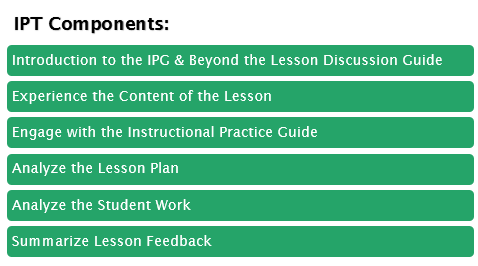 IPT Components:
Introduction to the IPG & Beyond the Lesson Discussion Guide
Experience the Content of the Lesson
Engage with the Instructional Practice Guide
Analyze the Lesson Plan
Analyze the Student Work
Summarize Lesson Feedback